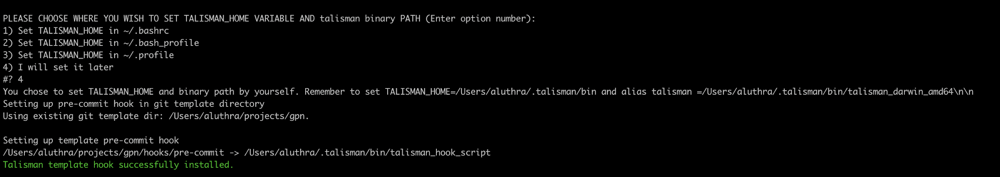 PLEASE CHOOSE WHERE YOU WISH TO SET TALISMAN_HOME VARIABLE AND talisman binary PATH (Enter option number):
1) Set TALISMAN_HOME in ~/.bashrc
2) Set TALISMAN_HOME in ~/.bash_profile
3) Set TALISMAN_HOME in ~/.profile
4) I will set it later
#? 4
You chose to set TALISMAN_HOME and binary path by yourself. Remember to set TALISMAN_HOME=/Users/aluthra/.talisman/bin and alias talisman =/Users/aluthra/.talisman/bin/talisman_darwin_amd64\n\n
Setting up pre-commit hook in git template directory
Using existing git template dir: /Users/aluthra/projects/gpn.
Setting up template pre-commit hook
/Users/aluthra/projects/gpn/hooks/pre-commit -> /Users/aluthra/.talisman/bin/talisman_hook_script
Talisman template hook successfully installed.